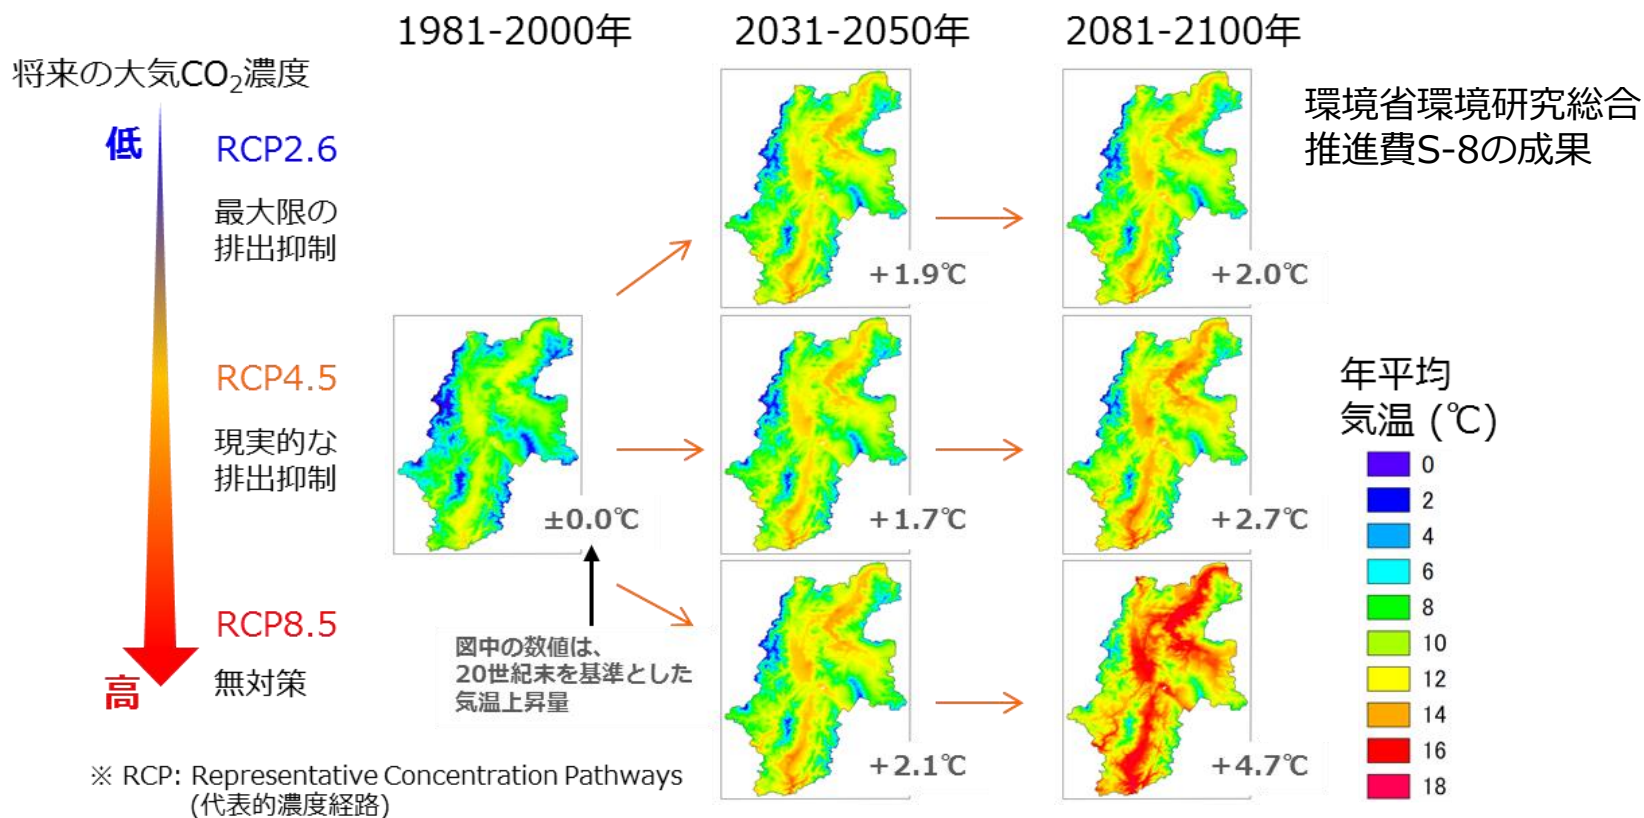 1981-2000年
2031-2050年
2081-2100年
将来の大気CO₂濃度
環境省環境研究総合
推進費S-8の成果
低
RCP2.6
最大限の
排出抑制
+1.9℃
+2.0℃
RCP4.5
現実的な
排出抑制
±0.0℃
+1.7℃
+2.7℃
年平均
気温 (℃)
0
2
4
6
8
10
12
14
16
18
RCP8.5
無対策
高
図中の数値は、
20世紀末を基準とした
気温上昇量
+2.1℃
+4.7℃
※ RCP: Representative Concentration Pathways
(代表的濃度経路)